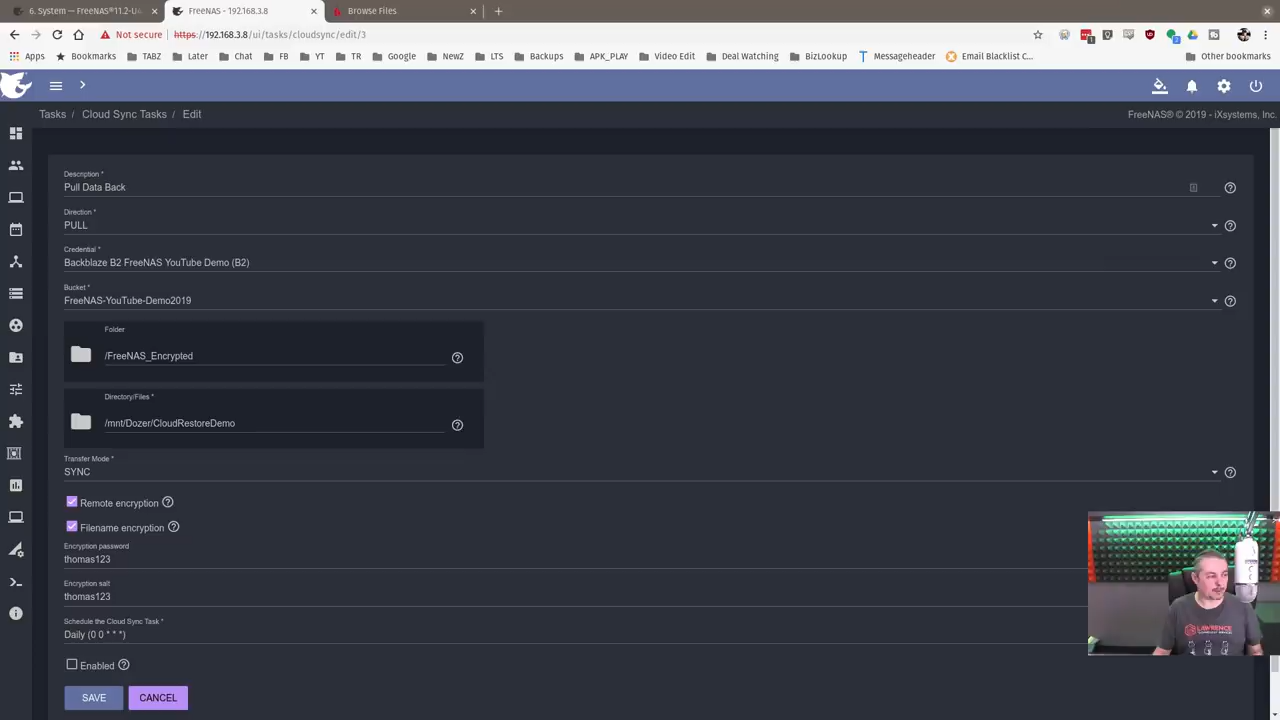 6. System — FreeNAS®11.2-U
FreeNAS - 192.168.3.8
Browse Files
Not secure
https://192.168.3.8/ui/tasks/cloudsync/edit/3
Apps
Bookmarks
TABZ
Later
Chat
FB
YT
TR
Google
NewZ
LTS
Backups
APK_PLAY
Video Edit
Deal Watching
BizLookup
Messageheader
Email Blacklist C...
Other bookmarks
Tasks / Cloud Sync Tasks / Edit
FreeNAS® © 2019 - iXsystems, Inc.
Description *
Pull Data Back
Direction *
PULL
Credential *
Backblaze B2 FreeNAS YouTube Demo (B2)
Bucket *
FreeNAS-YouTube-Demo2019
Folder
/FreeNAS_Encrypted
Directory/Files *
/mnt/Dozer/CloudRestoreDemo
Transfer Mode *
SYNC
Remote encryption
Filename encryption
Encryption password
thomas123
Encryption salt
thomas123
Schedule the Cloud Sync Task *
Daily (0 0 * * *)
Enabled
SAVE
CANCEL
LAWRENCE